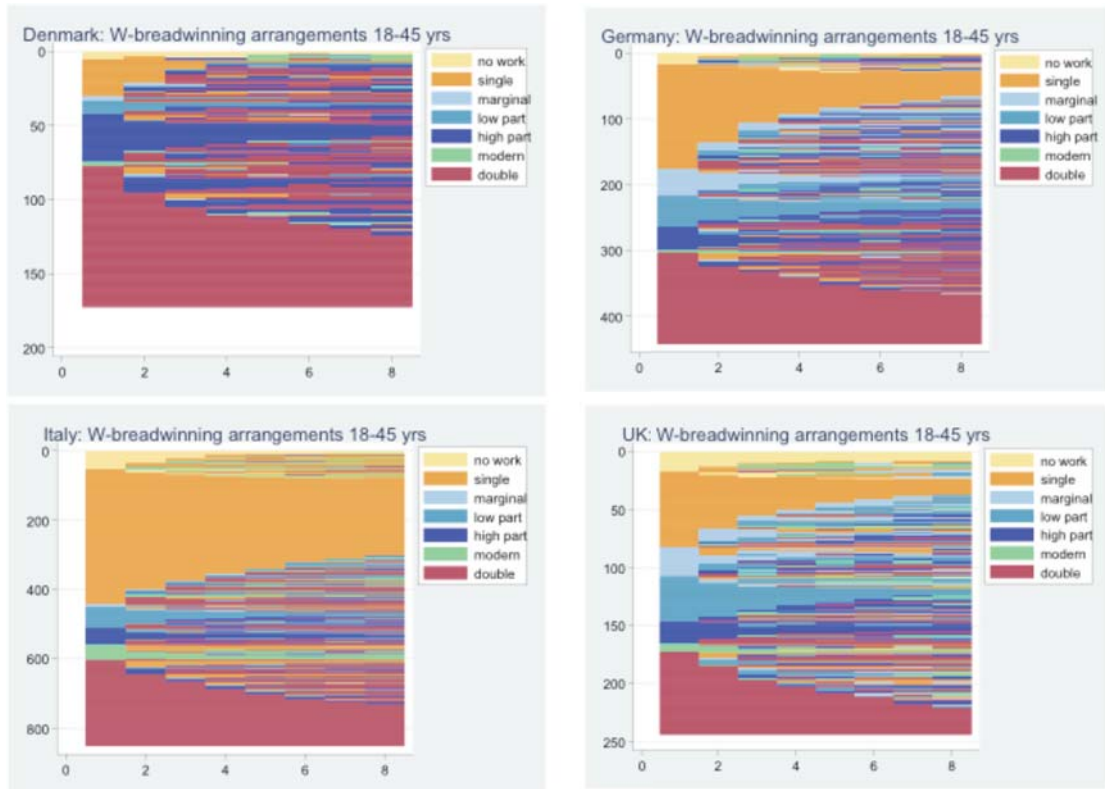 Denmark: W-breadwinning arrangements 18-45 yrs
0
50
100
150
200
0
2
4
6
8
no work
single
marginal
low part
high part
modern
double
Germany: W-breadwinning arrangements 18-45 yrs
0
100
200
300
400
0
2
4
6
8
no work
single
marginal
low part
high part
modern
double
Italy: W-breadwinning arrangements 18-45 yrs
0
200
400
600
800
0
2
4
6
8
no work
single
marginal
low part
high part
modern
double
UK: W-breadwinning arrangements 18-45 yrs
0
50
100
150
200
250
0
2
4
6
8
no work
single
marginal
low part
high part
modern
double